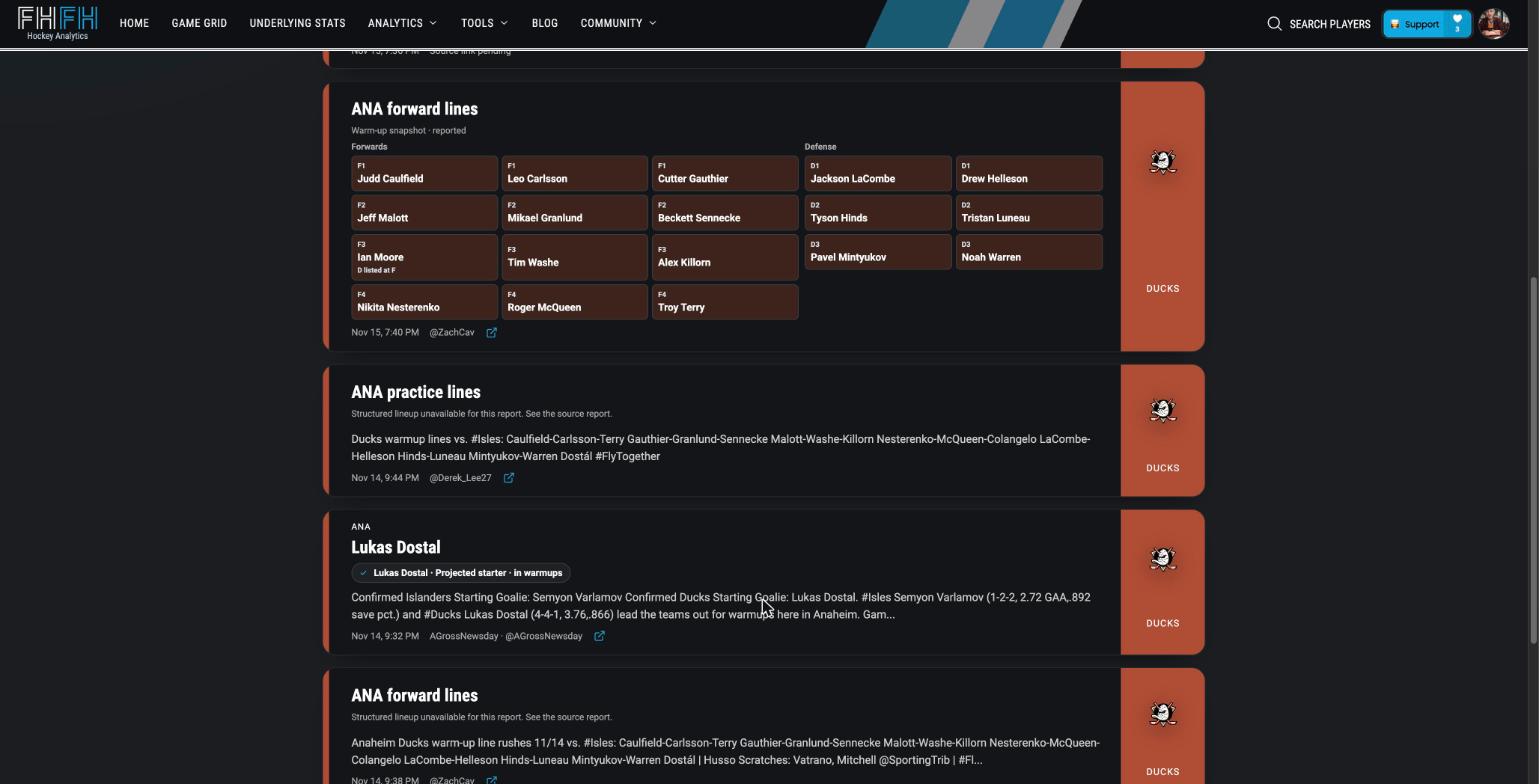 FHFH
Hockey Analytics
HOME
GAME GRID
UNDERLYING STATS
ANALYTICS
TOOLS
BLOG
COMMUNITY
SEARCH PLAYERS
Support
3
Nov 15, 7:50 PM Source link pending
ANA forward lines
Warm-up snapshot · reported
Forwards
Defense
F1
Judd Caulfield
F1
Leo Carlsson
F1
Cutter Gauthier
D1
Jackson LaCombe
D1
Drew Helleson
F2
Jeff Malott
F2
Mikael Granlund
F2
Beckett Sennecke
D2
Tyson Hinds
D2
Tristan Luneau
F3
Ian Moore
D listed at F
F3
Tim Washe
F3
Alex Killorn
D3
Pavel Mintyukov
D3
Noah Warren
F4
Nikita Nesterenko
F4
Roger McQueen
F4
Troy Terry
Nov 15, 7:40 PM @ZachCav
DUCKS
ANA practice lines
Structured lineup unavailable for this report. See the source report.
Ducks warmup lines vs. #Isles: Caulfield-Carlsson-Terry Gauthier-Granlund-Sennecke Malott-Washe-Killorn Nesterenko-McQueen-Colangelo LaCombe-
Helleson Hinds-Luneau Mintyukov-Warren Dostál #FlyTogether
Nov 14, 9:44 PM @Derek_Lee27
DUCKS
ANA
Lukas Dostal
Lukas Dostal · Projected starter · in warmups
Confirmed Islanders Starting Goalie: Semyon Varlamov Confirmed Ducks Starting Goalie: Lukas Dostal. #Isles Semyon Varlamov (1-2-2, 2.72 GAA,.892
save pct.) and #Ducks Lukas Dostal (4-4-1, 3.76,.866) lead the teams out for warmups here in Anaheim. Gam...
Nov 14, 9:32 PM AGrossNewsday · @AGrossNewsday
DUCKS
ANA forward lines
Structured lineup unavailable for this report. See the source report.
Anaheim Ducks warm-up line rushes 11/14 vs. #Isles: Caulfield-Carlsson-Terry Gauthier-Granlund-Sennecke Malott-Washe-Killorn Nesterenko-McQueen-
Colangelo LaCombe-Helleson Hinds-Luneau Mintyukov-Warren Dostál | Husso Scratches: Vatrano, Mitchell @SportingTrib | #Fl...
Nov 14, 9:38 PM @ZachCav
DUCKS